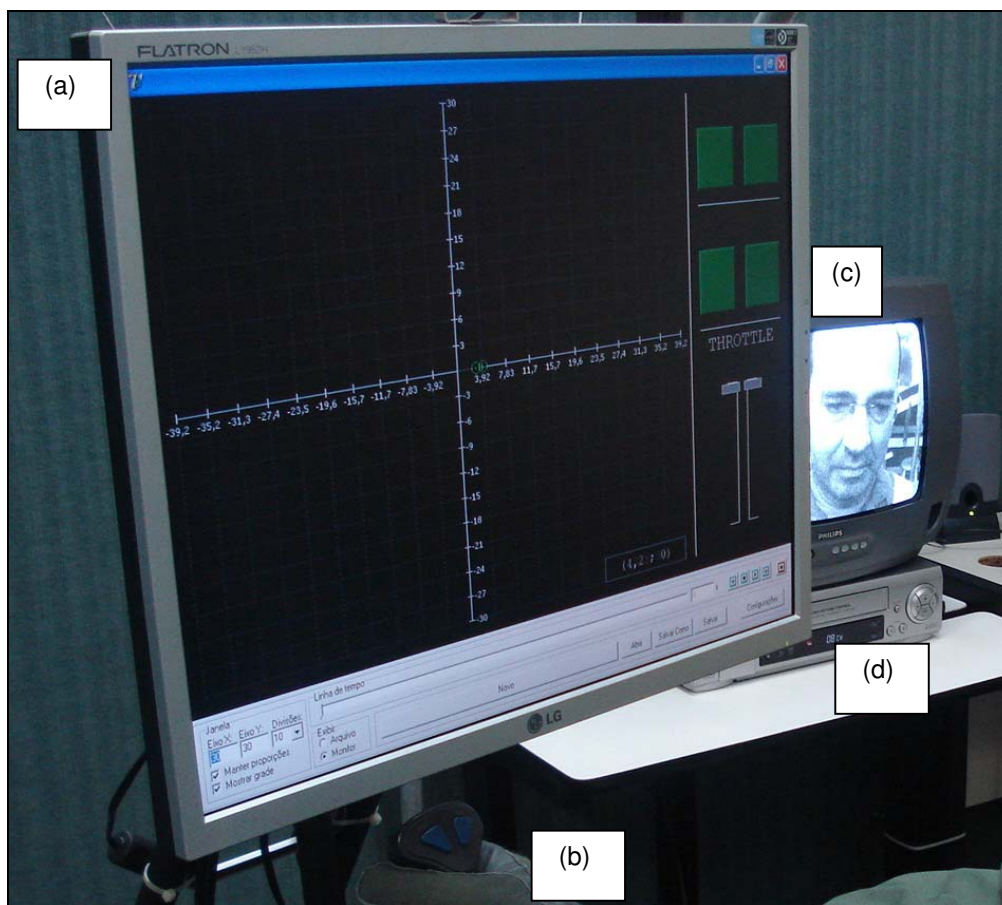 FLATRON L1952H
(a)
30
27
24
21
18
15
12
9
6
3
-39,2 -35,2 -31,3 -27,4 -23,5 -19,6 -15,7 -11,7 -7,83 -3,92 3,92 7,83 11,7 15,7 19,6 23,5 27,4 31,3 35,2 39,2
-3
-6
-9
-12
-15
-18
-21
-24
-27
-30
THROTTLE
(c)
PHILIPS
(4,2 ; 0)
(d)
Janela
Eixo X: Eixo Y: Divisões:
30 30 10
Manter proporções
Mostrar grade
Linha de tempo
s
Exibir
Arquivo
Monitor
Novo
Abrir Salvar Como Salvar Configurações
LG
(b)